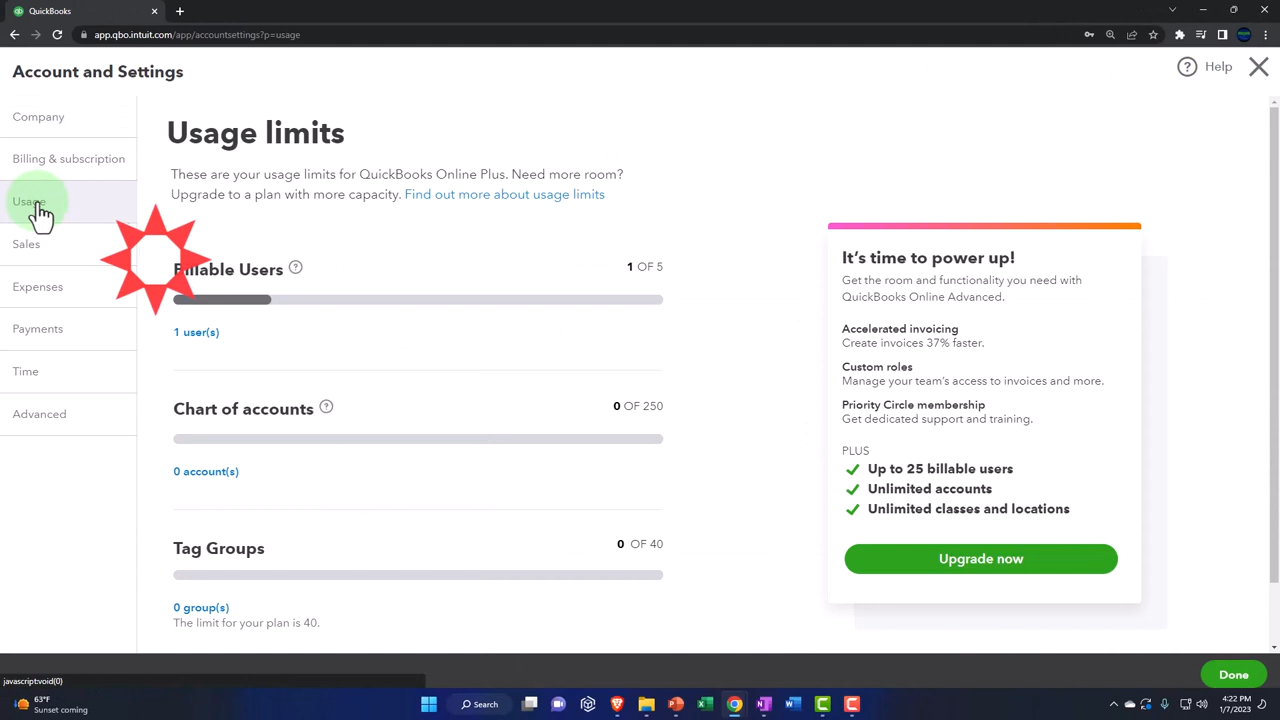 QuickBooks
app.qbo.intuit.com/app/accountsettings?p=usage
Account and Settings
Help
Company
Billing & subscription
Usage
Sales
Expenses
Payments
Time
Advanced
Usage limits
These are your usage limits for QuickBooks Online Plus. Need more room?
Upgrade to a plan with more capacity. Find out more about usage limits
Billable Users
1 OF 5
1 user(s)
Chart of accounts
0 OF 250
0 account(s)
Tag Groups
0 OF 40
0 group(s)
The limit for your plan is 40.
It's time to power up!
Get the room and functionality you need with
QuickBooks Online Advanced.
Accelerated invoicing
Create invoices 37% faster.
Custom roles
Manage your team's access to invoices and more.
Priority Circle membership
Get dedicated support and training.
PLUS
Up to 25 billable users
Unlimited accounts
Unlimited classes and locations
Upgrade now
Done
javascript:void(0)
63°F
Sunset coming
Search
4:22 PM
1/7/2023